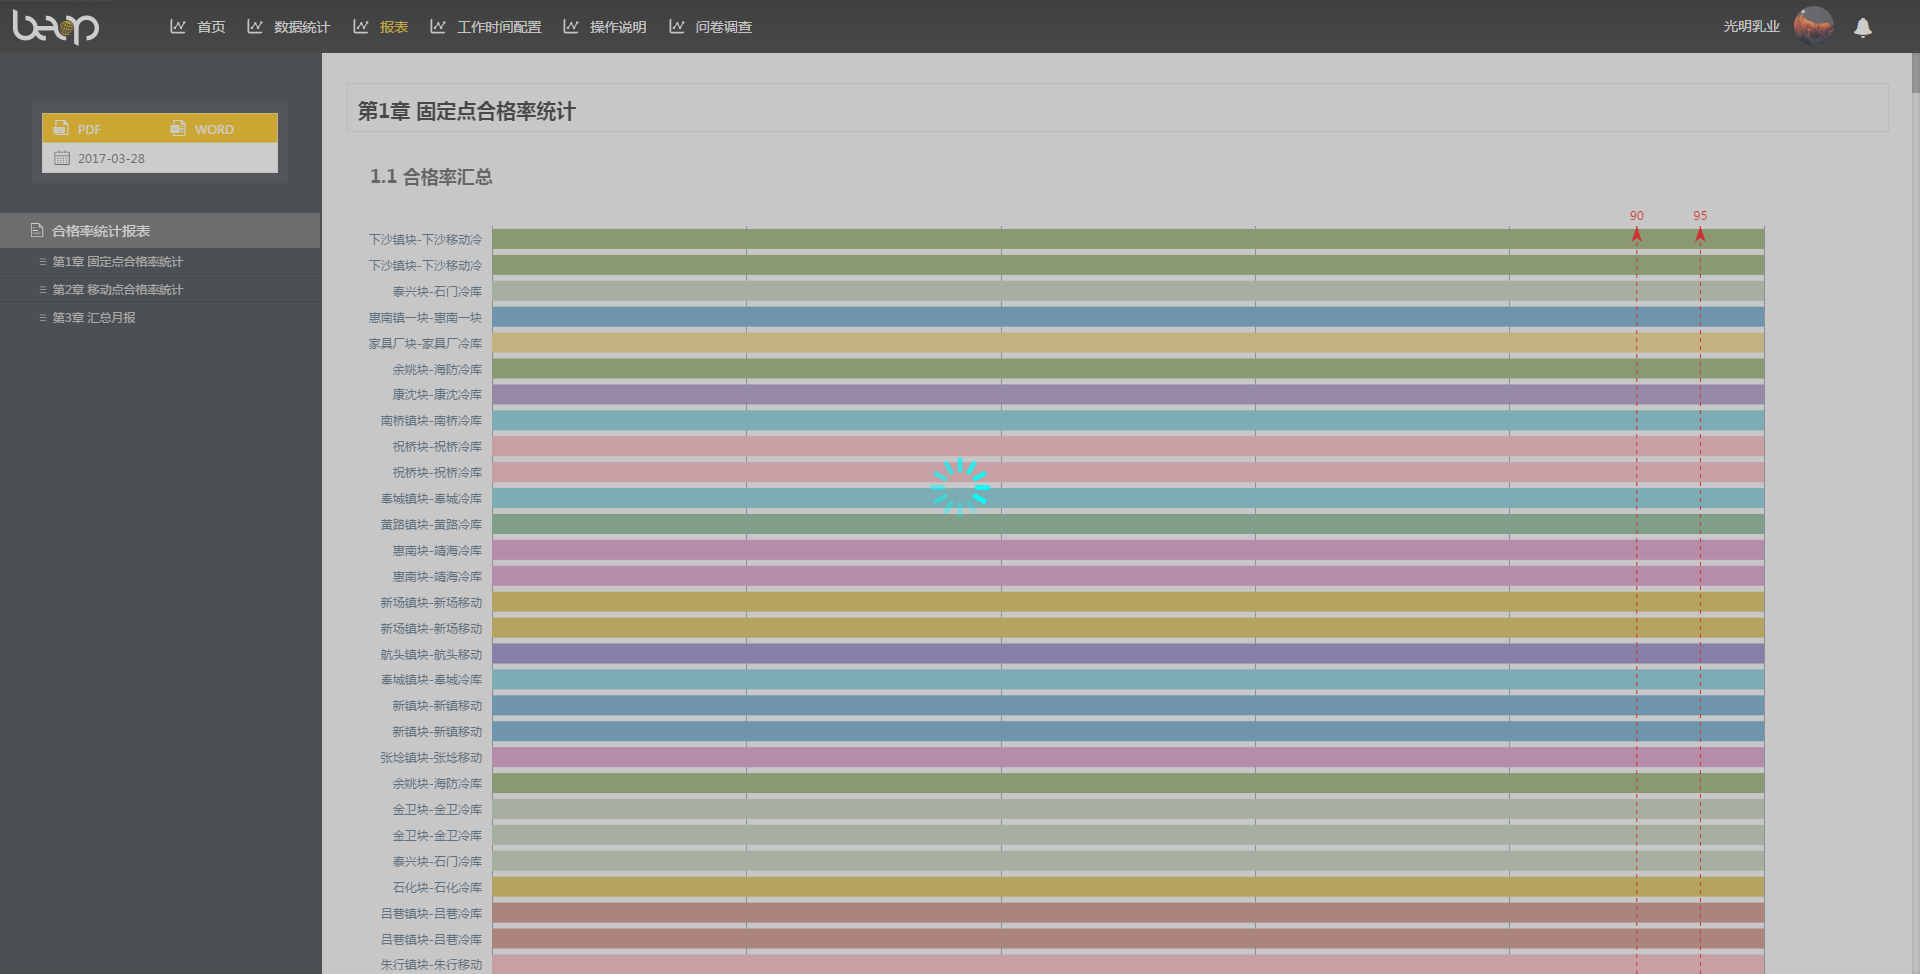 beop
首页
数据统计
报表
工作时间配置
操作说明
问卷调查
光明乳业
PDF
WORD
2017-03-28
合格率统计报表
第1章 固定点合格率统计
第2章 移动点合格率统计
第3章 汇总月报
第1章 固定点合格率统计
1.1 合格率汇总
90
95
下沙镇块-下沙移动冷
下沙镇块-下沙移动冷
泰兴块-石门冷库
惠南镇一块-惠南一块
家具厂块-家具厂冷库
余姚块-海防冷库
康沈块-康沈冷库
南桥镇块-南桥冷库
祝桥块-祝桥冷库
祝桥块-祝桥冷库
奉城镇块-奉城冷库
黄路镇块-黄路冷库
惠南块-靖海冷库
惠南块-靖海冷库
新场镇块-新场移动
新场镇块-新场移动
航头镇块-航头移动
奉城镇块-奉城冷库
新镇块-新镇移动
新镇块-新镇移动
张埝镇块-张埝移动
余姚块-海防冷库
金卫块-金卫冷库
金卫块-金卫冷库
泰兴块-石门冷库
石化块-石化冷库
吕巷镇块-吕巷冷库
吕巷镇块-吕巷冷库
朱行镇块-朱行移动